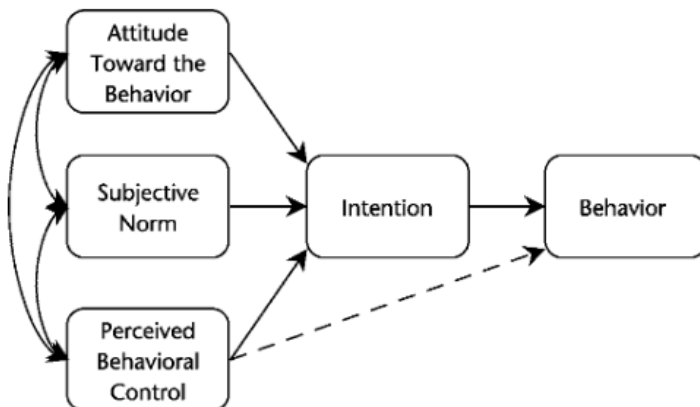 Attitude
Toward the
Behavior
Subjective
Norm
Intention
Behavior
Perceived
Behavioral
Control